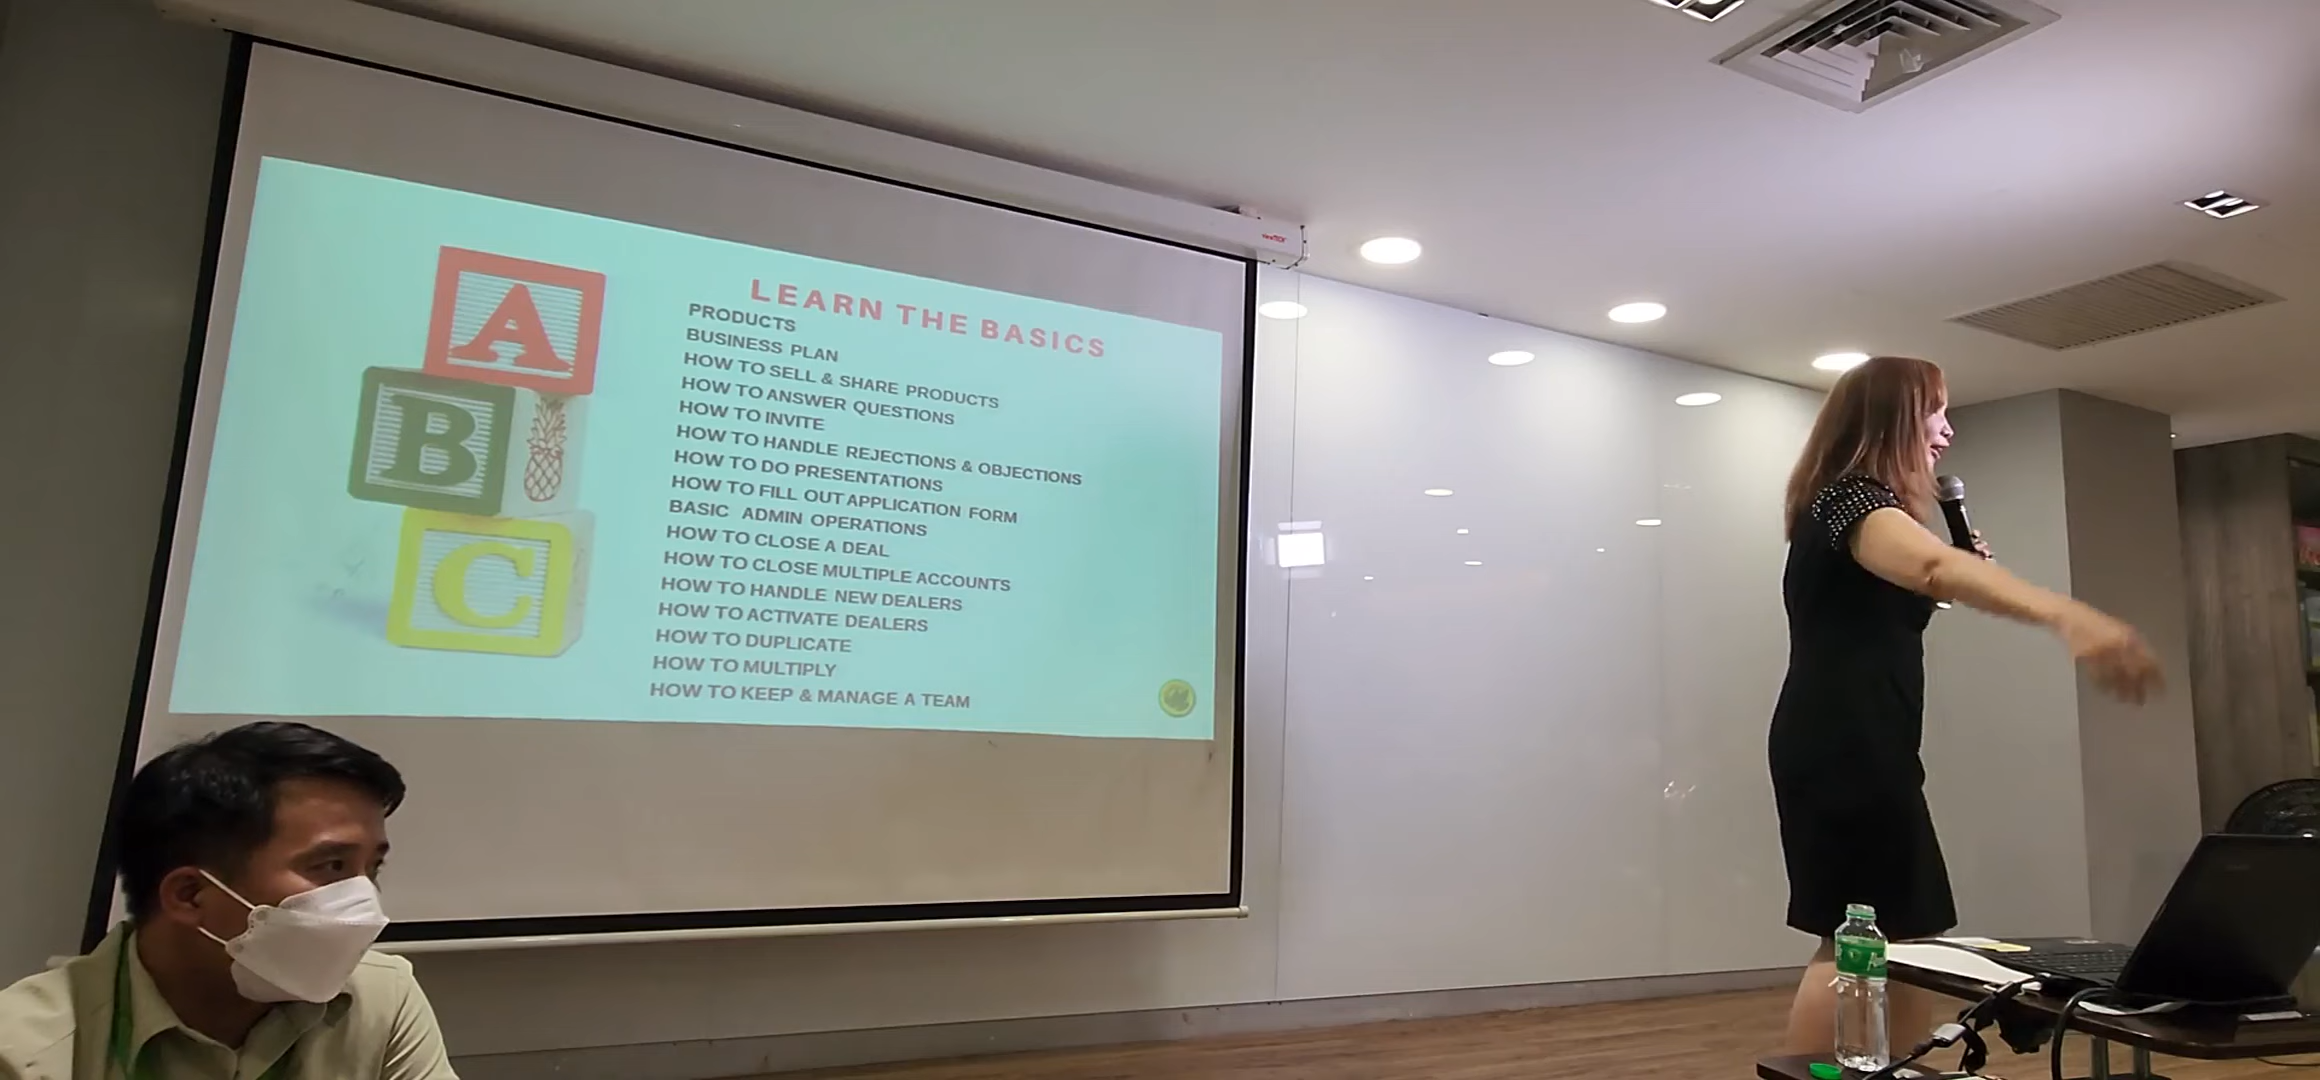 LEARN THE BASICS
PRODUCTS
BUSINESS PLAN
HOW TO SELL & SHARE PRODUCTS
HOW TO ANSWER QUESTIONS
HOW TO INVITE
HOW TO HANDLE REJECTIONS & OBJECTIONS
HOW TO DO PRESENTATIONS
HOW TO FILL OUT APPLICATION FORM
BASIC ADMIN OPERATIONS
HOW TO CLOSE A DEAL
HOW TO CLOSE MULTIPLE ACCOUNTS
HOW TO HANDLE NEW DEALERS
HOW TO ACTIVATE DEALERS
HOW TO DUPLICATE
HOW TO MULTIPLY
HOW TO KEEP & MANAGE A TEAM
A
B
C